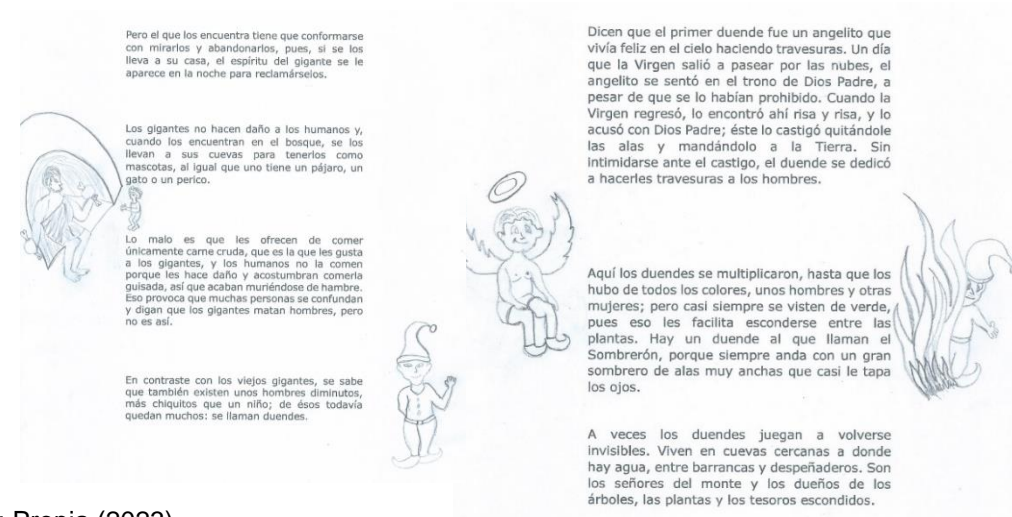 Pero el que los encuentra tiene que conformarse
con mirarlos y abandonarlos, pues, si se los
lleva a su casa, el espíritu del gigante se le
aparece en la noche para reclamárselos.
Los gigantes no hacen daño a los humanos y,
cuando los encuentran en el bosque, se los
llevan a sus cuevas para tenerlos como
mascotas, al igual que uno tiene un pájaro, un
gato o un perico.
Lo malo es que les ofrecen de comer
únicamente carne cruda, que es la que les gusta
a los gigantes, y los humanos no la comen
porque les hace daño y acostumbran comerla
guisada, así que acaban muriéndose de hambre.
Eso provoca que muchas personas se confundan
y digan que los gigantes matan hombres, pero
no es así.
En contraste con los viejos gigantes, se sabe
que también existen unos hombres diminutos,
más chiquitos que un niño; de ésos todavía
quedan muchos: se llaman duendes.
Dicen que el primer duende fue un angelito que
vivía feliz en el cielo haciendo travesuras. Un día
que la Virgen salió a pasear por las nubes, el
angelito se sentó en el trono de Dios Padre, a
pesar de que se lo habían prohibido. Cuando la
Virgen regresó, lo encontró ahí risa y risa, y lo
acusó con Dios Padre; éste lo castigó quitándole
las alas y mandándolo a la Tierra. Sin
intimidarse ante el castigo, el duende se dedicó
a hacerles travesuras a los hombres.
Aquí los duendes se multiplicaron, hasta que los
hubo de todos los colores, unos hombres y otras
mujeres; pero casi siempre se visten de verde,
pues eso les facilita esconderse entre las
plantas. Hay un duende al que llaman el
Sombrerón, porque siempre anda con un gran
sombrero de alas muy anchas que casi le tapa
los ojos.
A veces los duendes juegan a volverse
invisibles. Viven en cuevas cercanas a donde
hay agua, entre barrancas y despeñaderos. Son
los señores del monte y los dueños de los
árboles, las plantas y los tesoros escondidos.